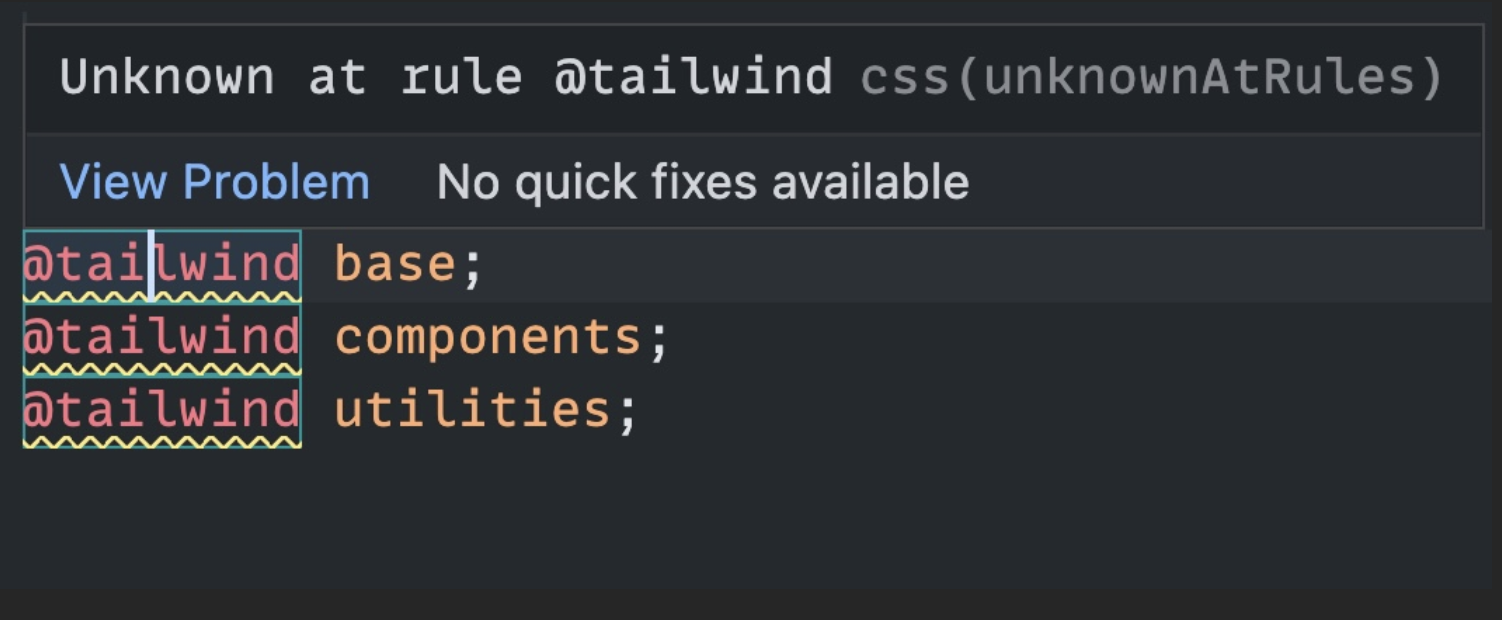 Unknown at rule @tailwind css(unknownAtRules)
View Problem No quick fixes available
@tailwind base;
@tailwind components;
@tailwind utilities;